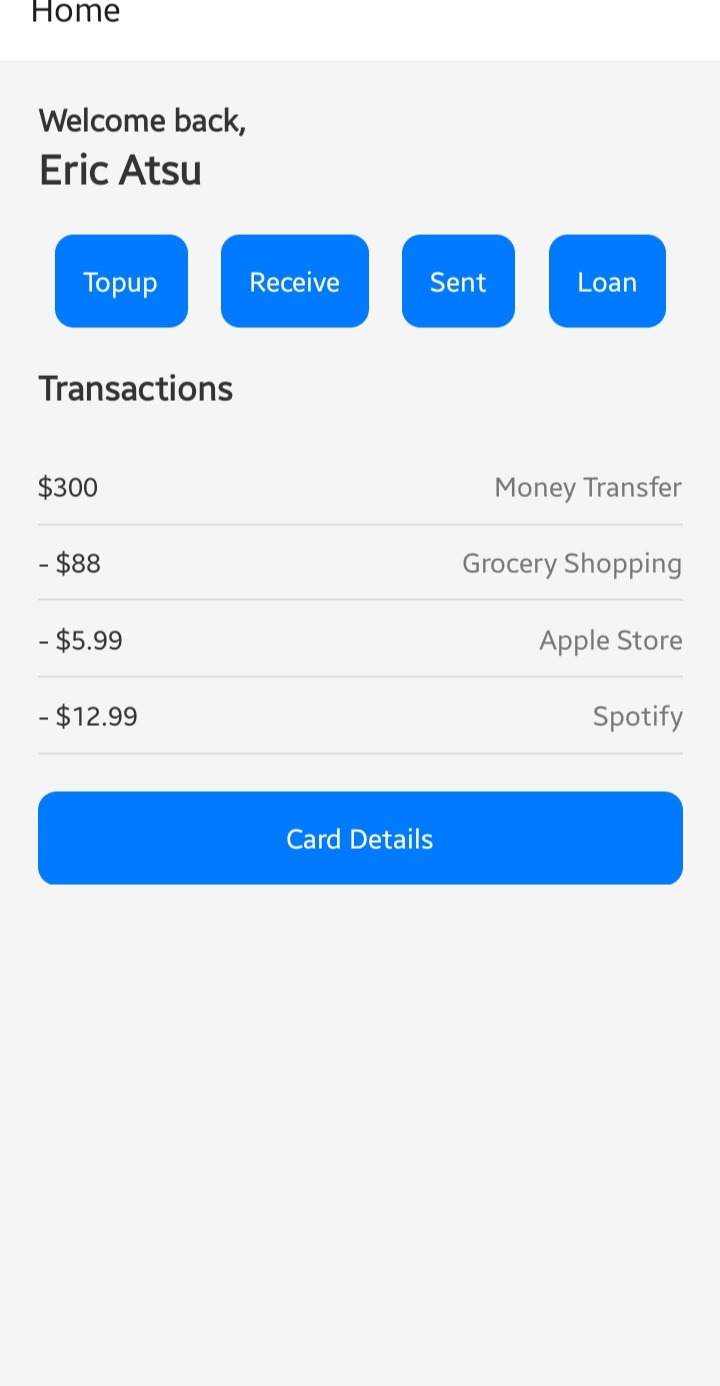 Home
Welcome back,
Eric Atsu
Topup Receive Sent Loan
Transactions
$300 Money Transfer
- $88 Grocery Shopping
- $5.99 Apple Store
- $12.99 Spotify
Card Details